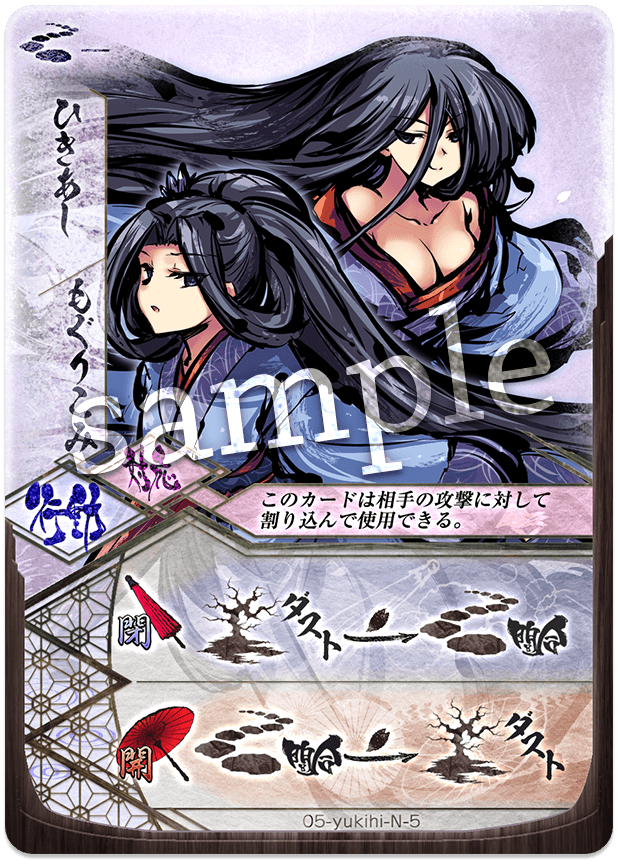 ひきあし
もぐりこみ
sample
対応
行動
このカードは相手の攻撃に対して
割り込んで使用できる。
閉
ダスト
間合
開
間合
ダスト
05-yukihi-N-5